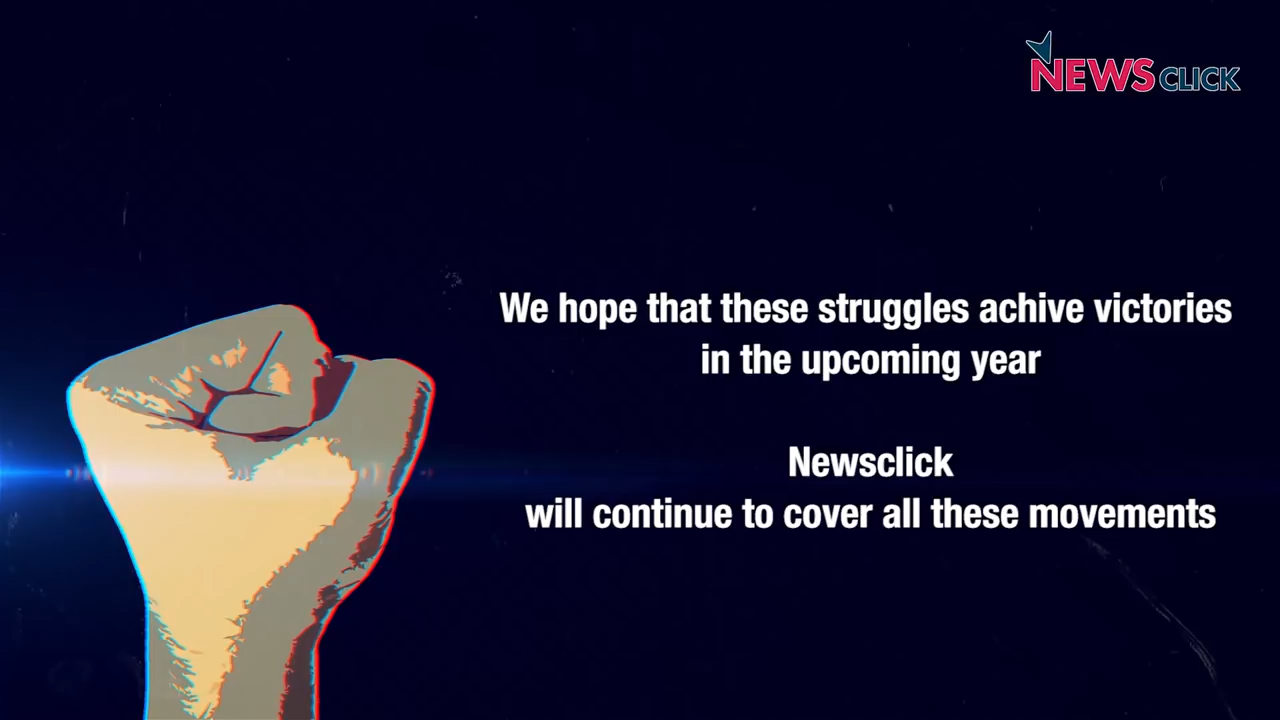 NEWSCLICK
We hope that these struggles achive victories
in the upcoming year
Newsclick
will continue to cover all these movements